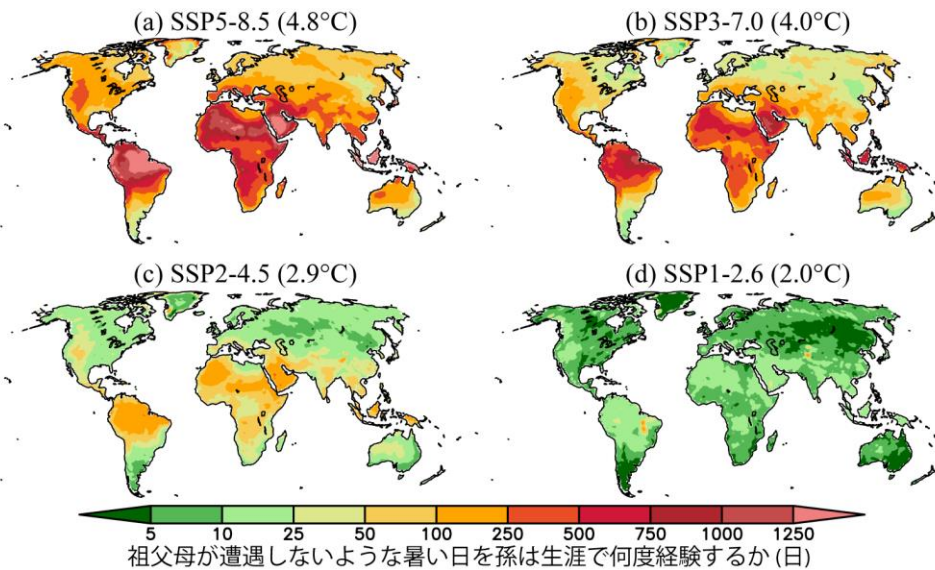 (a) SSP5-8.5 (4.8°C)
(b) SSP3-7.0 (4.0°C)
(c) SSP2-4.5 (2.9°C)
(d) SSP1-2.6 (2.0°C)
5 10 25 50 100 250 500 750 1000 1250
祖父母が遭遇しないような暑い日を孫は生涯で何度経験するか (日)